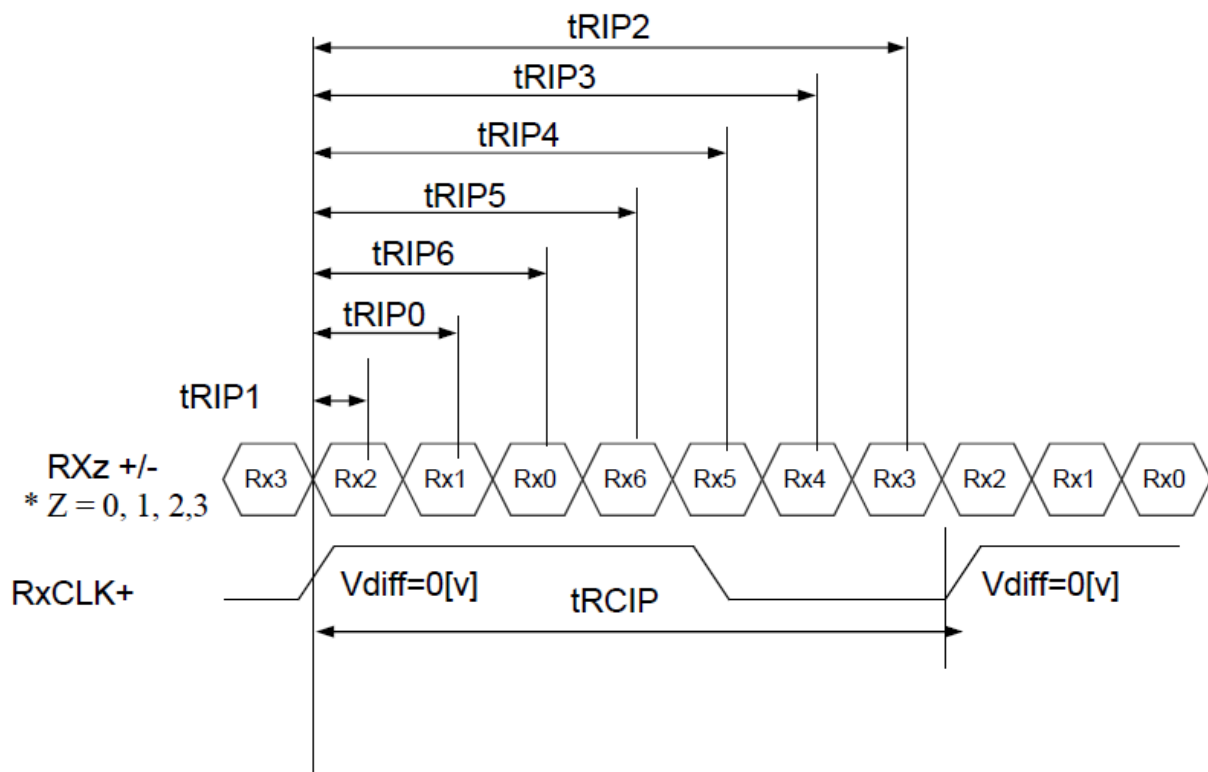 tRIP2
tRIP3
tRIP4
tRIP5
tRIP6
tRIP0
tRIP1
RXz +/-
* Z = 0, 1, 2,3
Rx3 Rx2 Rx1 Rx0 Rx6 Rx5 Rx4 Rx3 Rx2 Rx1 Rx0
RxCLK+ Vdiff=0[v] Vdiff=0[v]
tRCIP